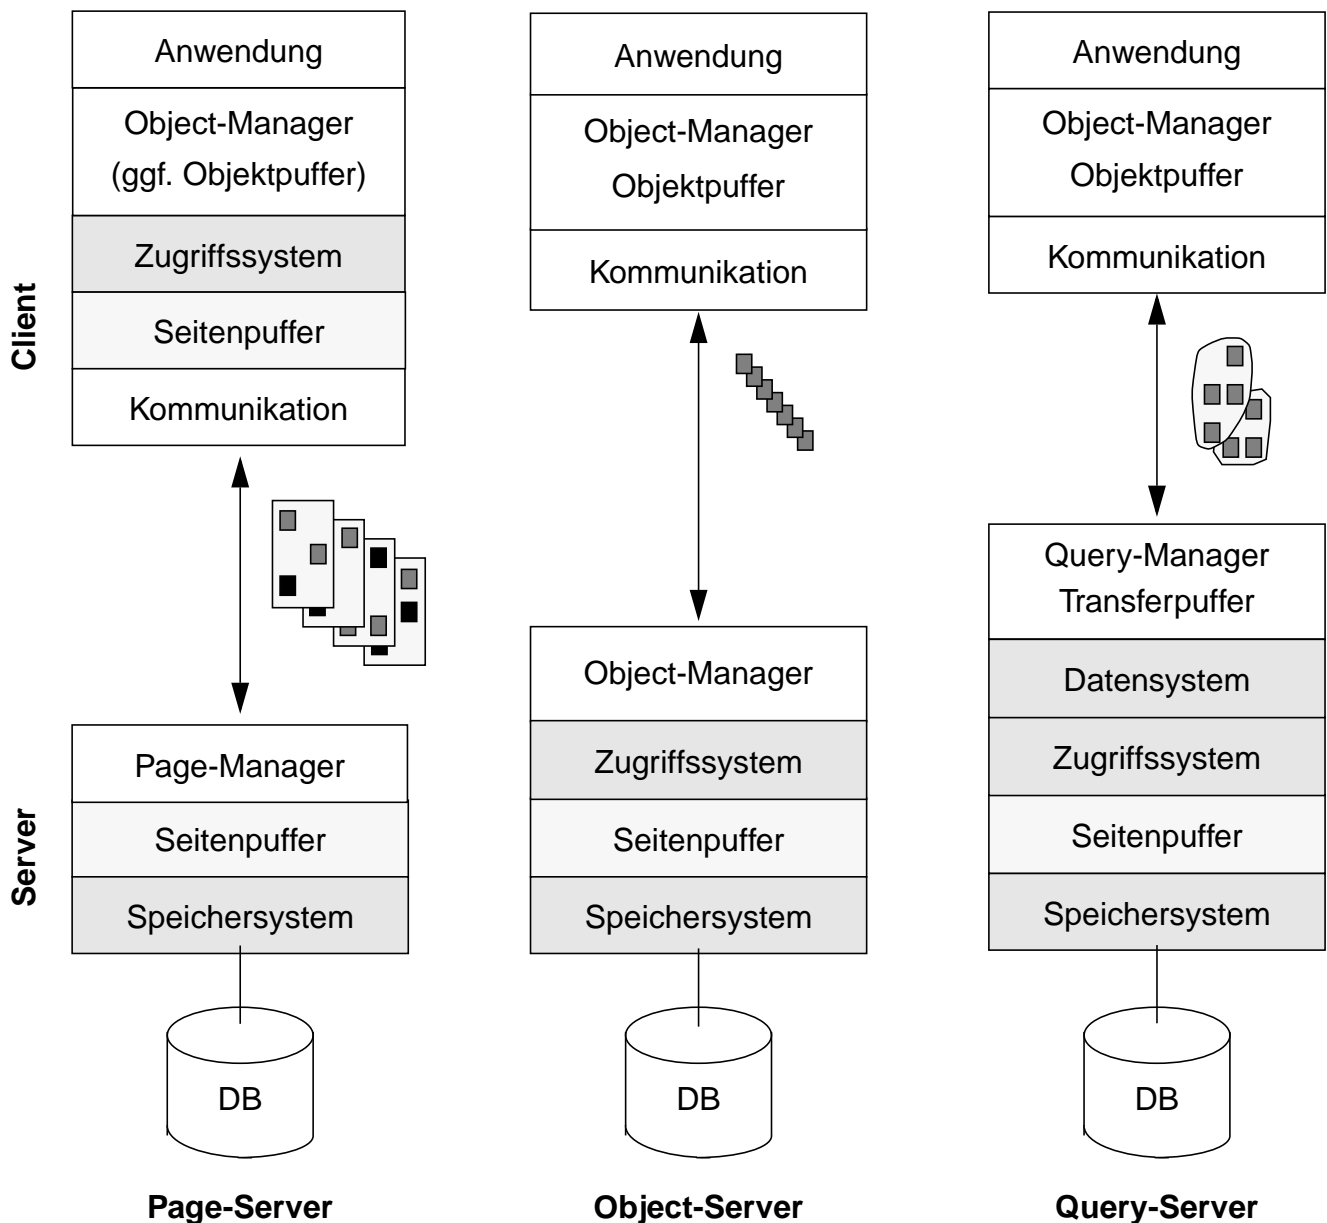 Client
Server
Anwendung
Object-Manager
(ggf. Objektpuffer)
Zugriffssystem
Seitenpuffer
Kommunikation
Page-Manager
Seitenpuffer
Speichersystem
DB
Page-Server
Anwendung
Object-Manager
Objektpuffer
Kommunikation
Object-Manager
Zugriffssystem
Seitenpuffer
Speichersystem
DB
Object-Server
Anwendung
Object-Manager
Objektpuffer
Kommunikation
Query-Manager
Transferpuffer
Datensystem
Zugriffssystem
Seitenpuffer
Speichersystem
DB
Query-Server